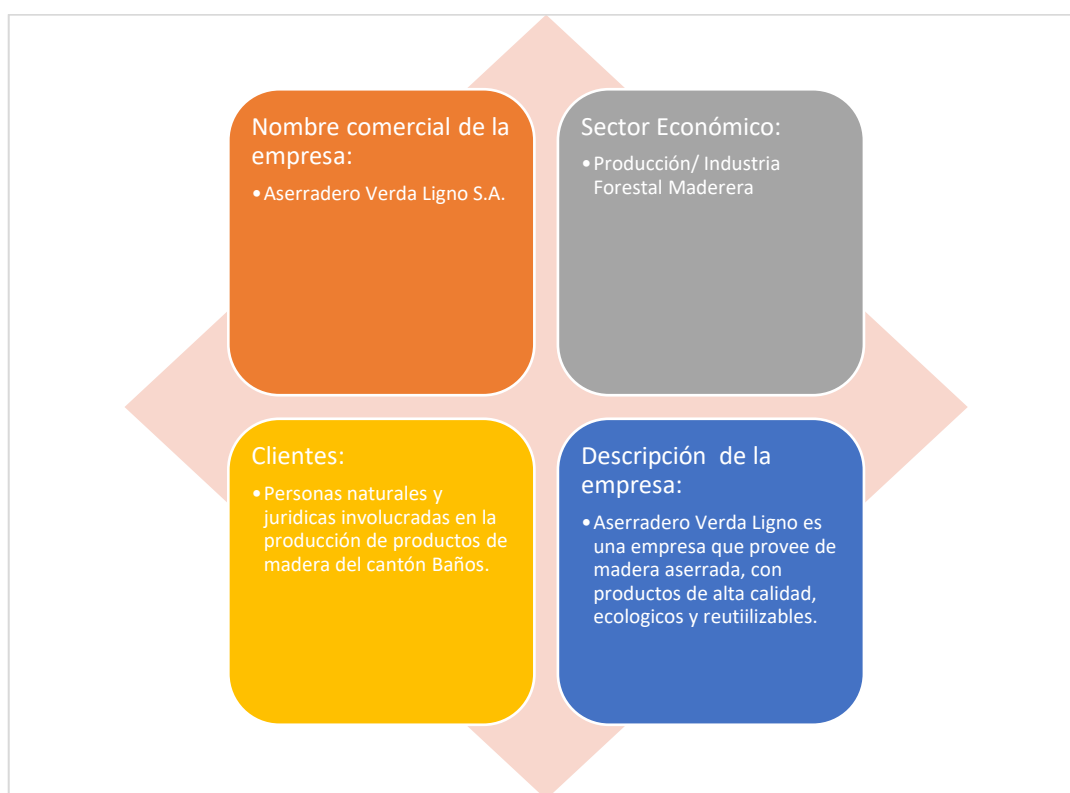 Nombre comercial de la
empresa:
•Aserradero Verda Ligno S.A.
Sector Económico:
•Producción/ Industria
Forestal Maderera
Clientes:
•Personas naturales y
juridicas involucradas en la
producción de productos de
madera del cantón Baños.
Descripción de la
empresa:
•Aserradero Verda Ligno es
una empresa que provee de
madera aserrada, con
productos de alta calidad,
ecologicos y reutiilizables.